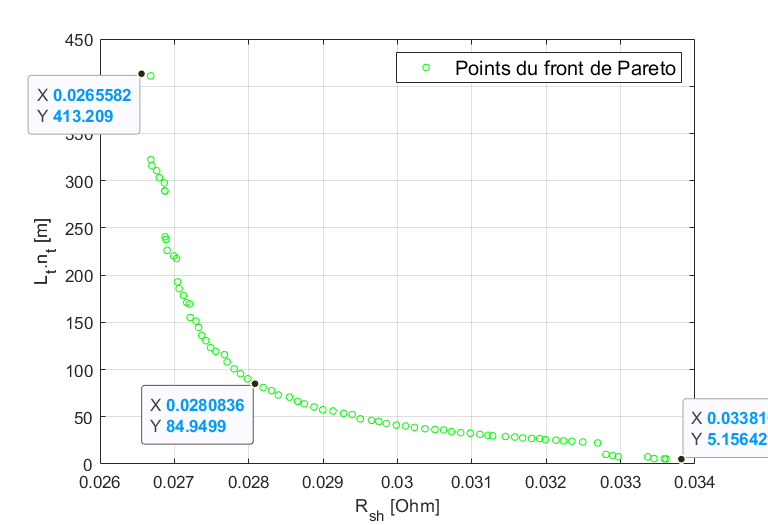 450
Points du front de Pareto
X 0.0265582
Y 413.209
350
300
250
200
150
100
50
0
L_t.n_t [m]
X 0.0280836
Y 84.9499
X 0.03381
Y 5.15642
0.026
0.027
0.028
0.029
0.03
0.031
0.032
0.033
0.034
R_sh [Ohm]